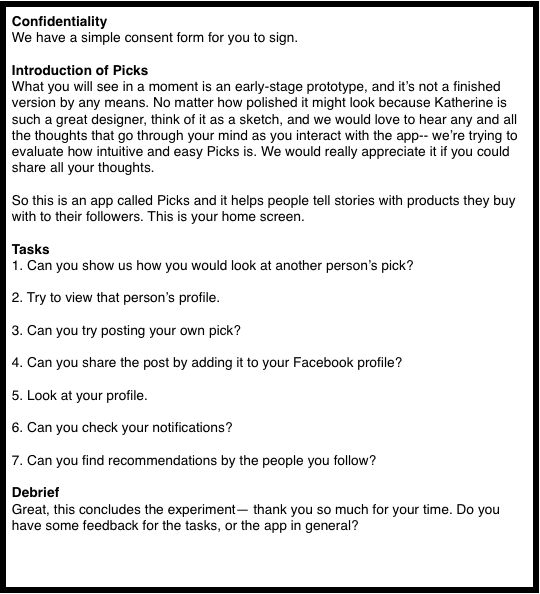 Confidentiality
We have a simple consent form for you to sign.
Introduction of Picks
What you will see in a moment is an early-stage prototype, and it's not a finished
version by any means. No matter how polished it might look because Katherine is
such a great designer, think of it as a sketch, and we would love to hear any and all
the thoughts that go through your mind as you interact with the app-- we're trying to
evaluate how intuitive and easy Picks is. We would really appreciate it if you could
share all your thoughts.
So this is an app called Picks and it helps people tell stories with products they buy
with to their followers. This is your home screen.
Tasks
1. Can you show us how you would look at another person's pick?
2. Try to view that person's profile.
3. Can you try posting your own pick?
4. Can you share the post by adding it to your Facebook profile?
5. Look at your profile.
6. Can you check your notifications?
7. Can you find recommendations by the people you follow?
Debrief
Great, this concludes the experiment— thank you so much for your time. Do you
have some feedback for the tasks, or the app in general?